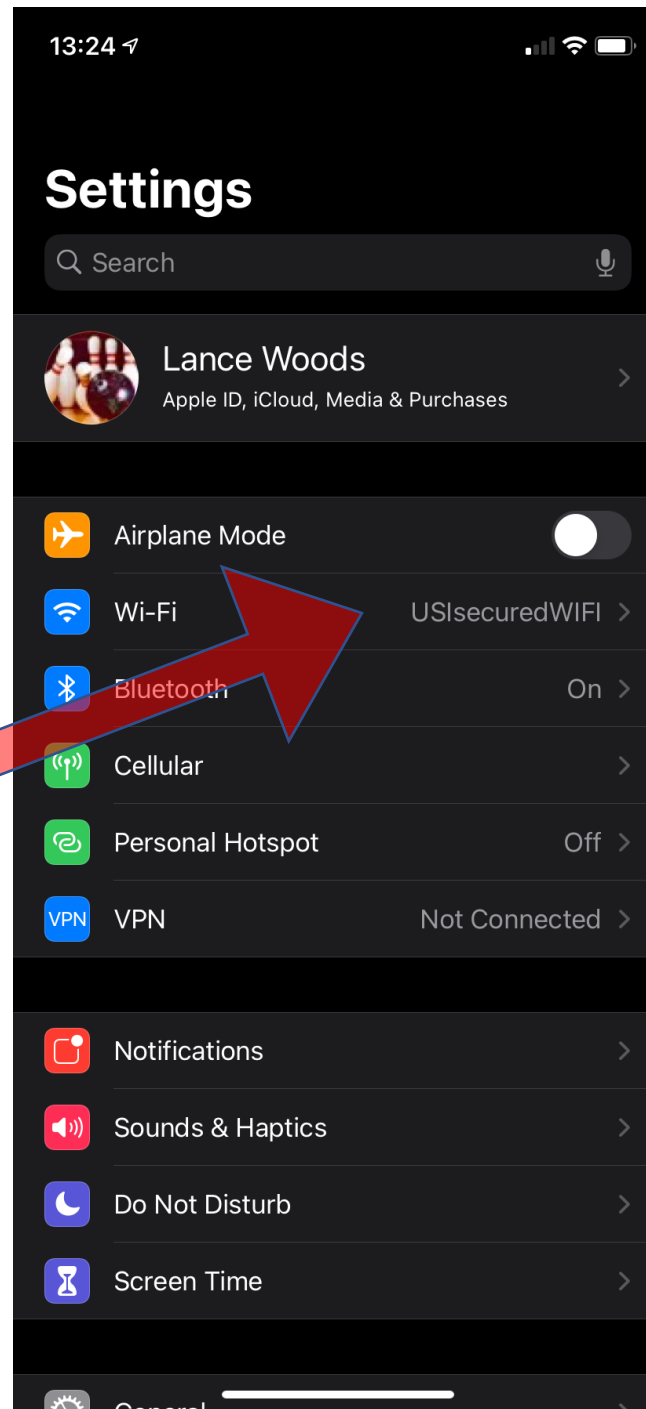 13:24
Settings
Search
Lance Woods
Apple ID, iCloud, Media & Purchases
Airplane Mode
Wi-Fi USIsecuredWIFI
Bluetooth On
Cellular
Personal Hotspot Off
VPN VPN Not Connected
Notifications
Sounds & Haptics
Do Not Disturb
Screen Time
General